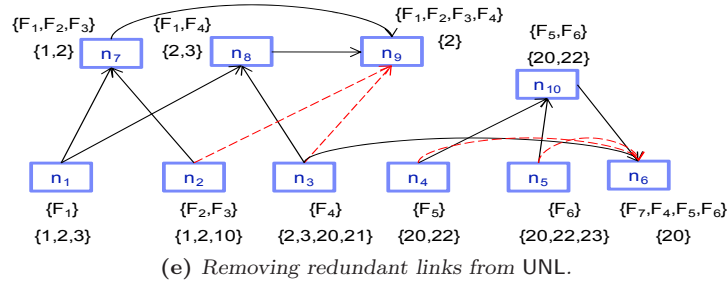 {F1,F2,F3} {F1,F4} {F1,F2,F3,F4}
{1,2} {2,3} {2}
n7 n8 n9
{F5,F6}
{20,22}
n10
n1 n2 n3 n4 n5 n6
{F1} {F2,F3} {F4} {F5} {F6} {F7,F4,F5,F6}
{1,2,3} {1,2,10} {2,3,20,21} {20,22} {20,22,23} {20}
(e) Removing redundant links from UNL.